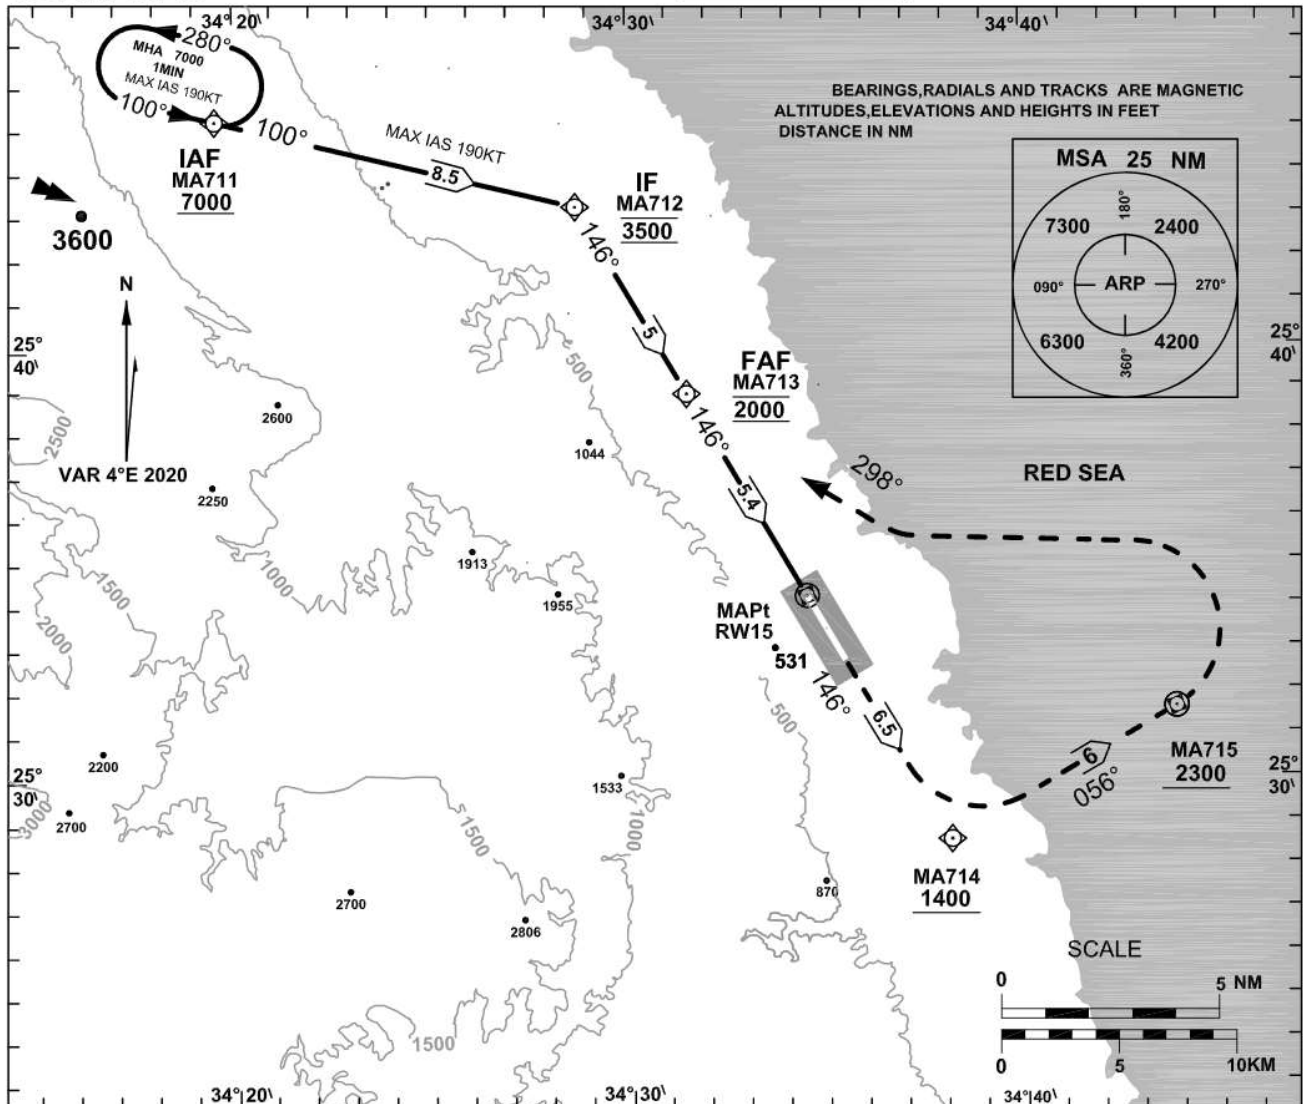 34°20\
34°30\
34°40\
280°
MHA 7000
1MIN
MAX IAS 190KT
100°
100°
MAX IAS 190KT
8.5
IAF
MA711
7000
IF
MA712
3500
146°
BEARINGS,RADIALS AND TRACKS ARE MAGNETIC
ALTITUDES,ELEVATIONS AND HEIGHTS IN FEET
DISTANCE IN NM
MSA 25 NM
180°
7300
2400
090°
ARP
270°
6300
4200
360°
3600
N
VAR 4°E 2020
25°
40\
25°
40\
5
500
FAF
MA713
2000
146°
2500
2600
1044
2250
5.4
298°
RED SEA
1000
1913
1955
1500
2000
MAPt
RW15
531
146°
6.5
500
6
056°
MA715
2300
2200
25°
30\
25°
30\
3000
2700
1533
1000
1500
MA714
1400
2700
870
2806
SCALE
0
5 NM
1500
0
5
10KM
34°20\
34°30\
34°40\